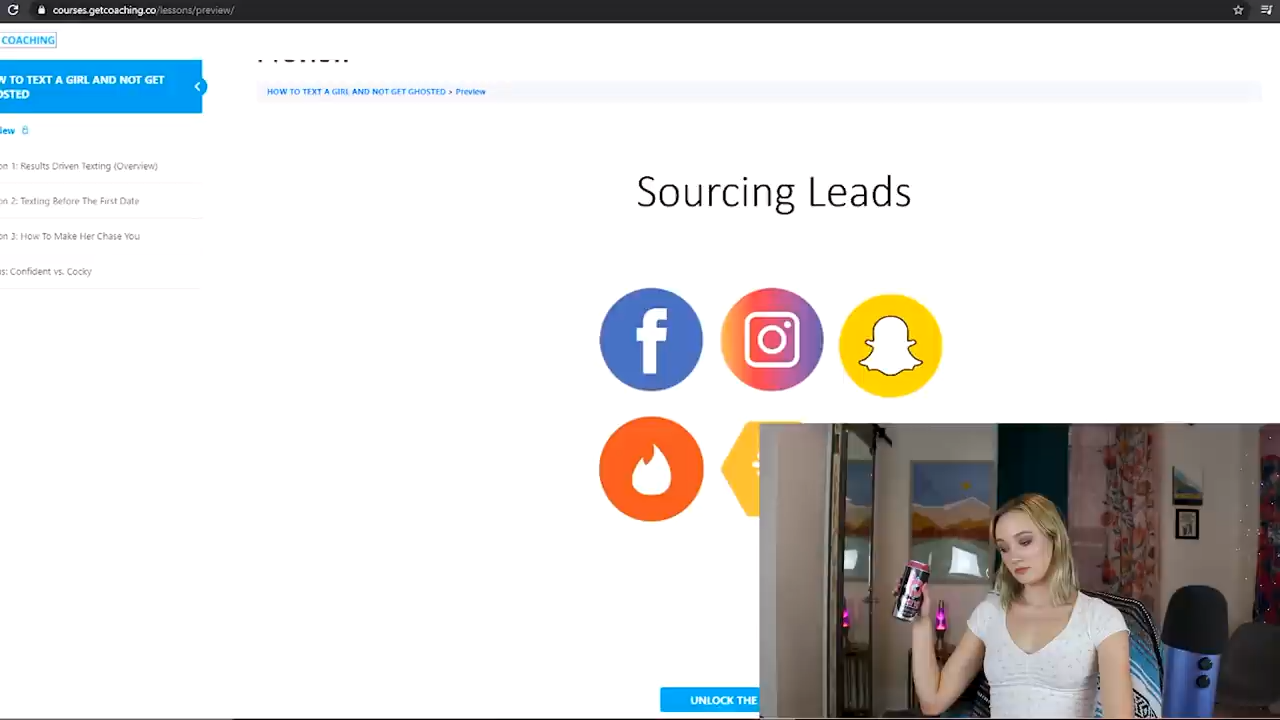 courses.getcoaching.co/lessons/preview/
COACHING
W TO TEXT A GIRL AND NOT GET
OSTED
HOW TO TEXT A GIRL AND NOT GET GHOSTED > Preview
iew
on 1: Results Driven Texting (Overview)
on 2: Texting Before The First Date
on 3: How To Make Her Chase You
s: Confident vs. Cocky
Sourcing Leads
UNLOCK THE